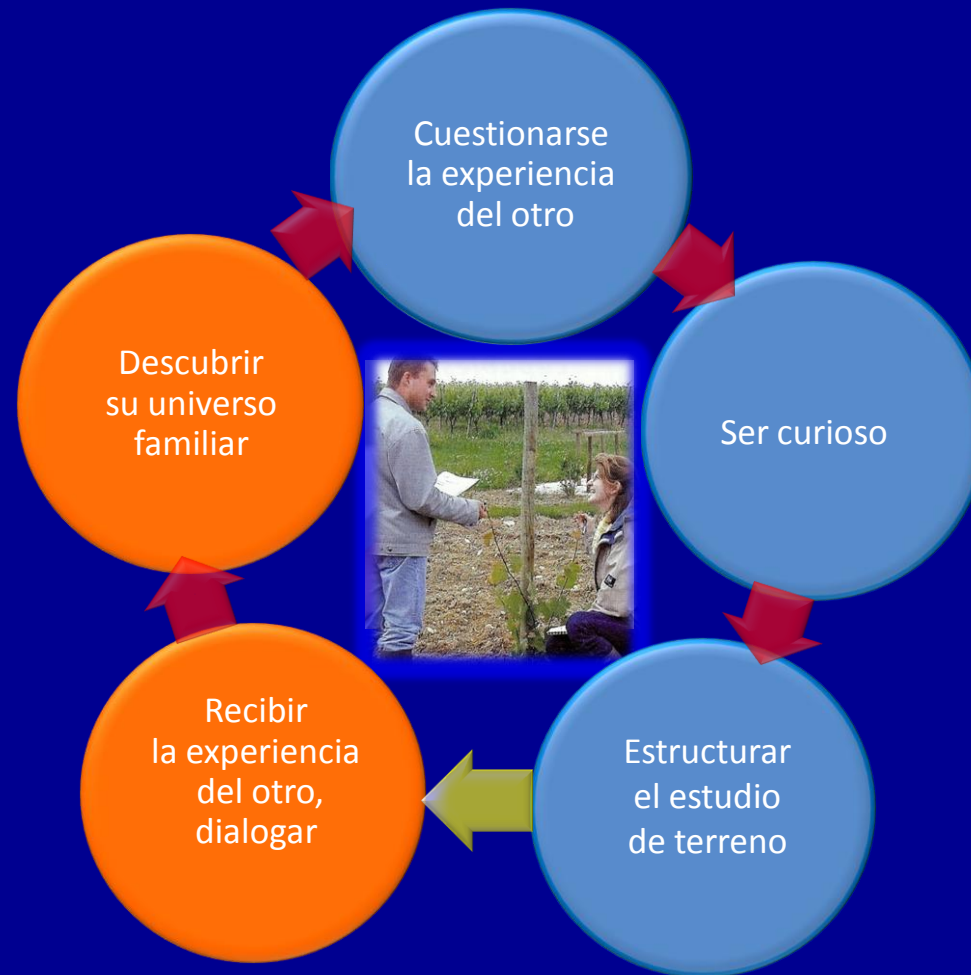 Cuestionarse
la experiencia
del otro
Ser curioso
Estructurar
el estudio
de terreno
Recibir
la experiencia
del otro,
dialogar
Descubrir
su universo
familiar